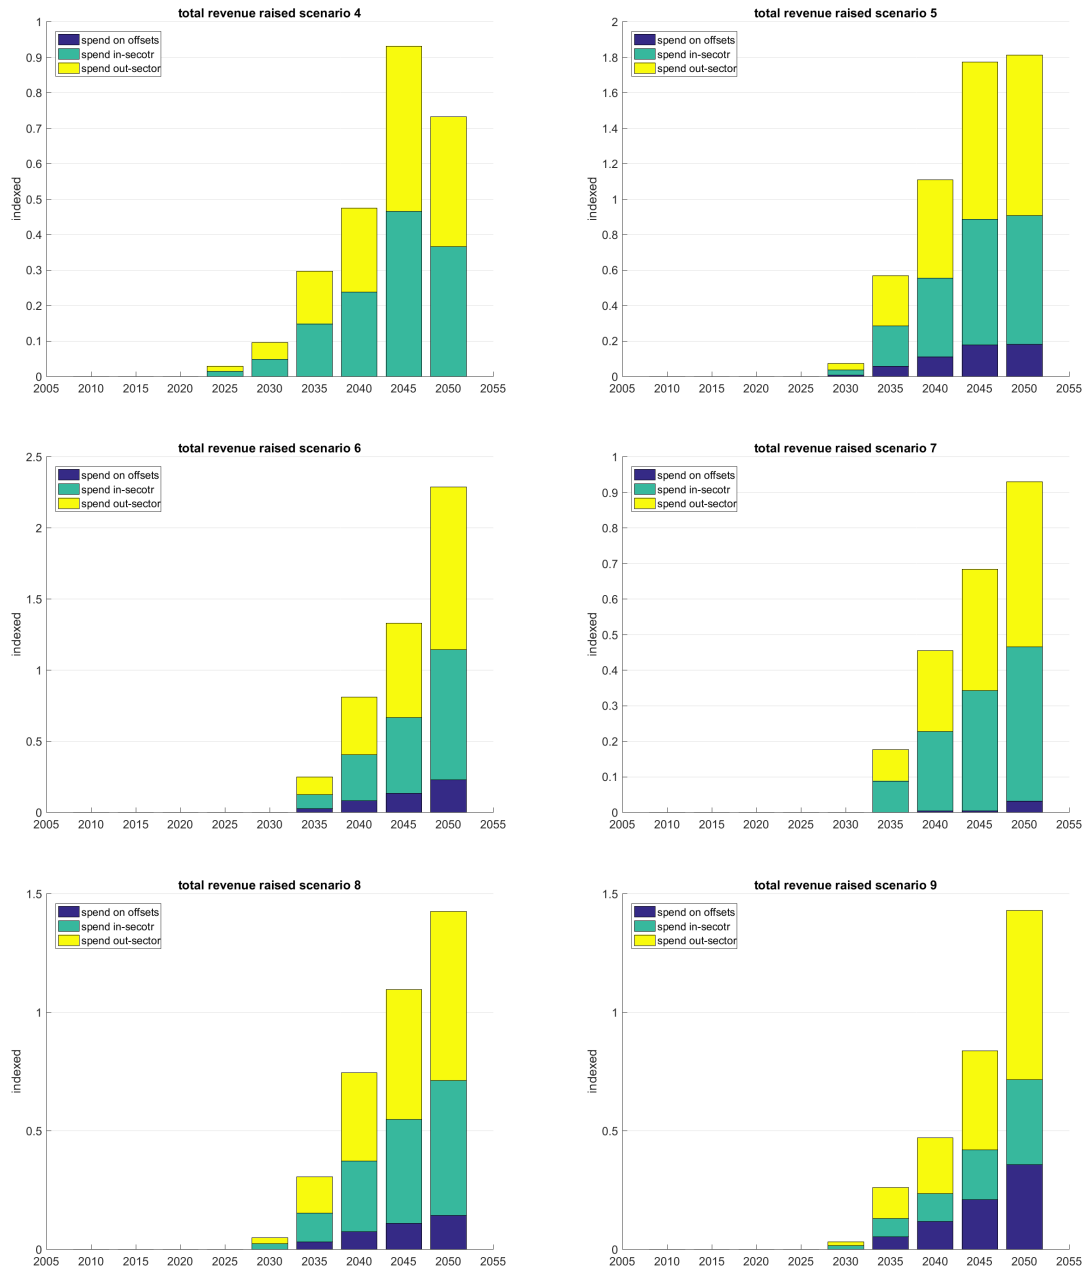 total revenue raised scenario 4
spend on offsets
spend in-secotr
spend out-sector
indexed
1
0.9
0.8
0.7
0.6
0.5
0.4
0.3
0.2
0.1
0
2005 2010 2015 2020 2025 2030 2035 2040 2045 2050 2055
total revenue raised scenario 5
spend on offsets
spend in-secotr
spend out-sector
indexed
2
1.8
1.6
1.4
1.2
1
0.8
0.6
0.4
0.2
0
2005 2010 2015 2020 2025 2030 2035 2040 2045 2050 2055
total revenue raised scenario 6
spend on offsets
spend in-secotr
spend out-sector
indexed
2.5
2
1.5
1
0.5
0
2005 2010 2015 2020 2025 2030 2035 2040 2045 2050 2055
total revenue raised scenario 7
spend on offsets
spend in-secotr
spend out-sector
indexed
1
0.9
0.8
0.7
0.6
0.5
0.4
0.3
0.2
0.1
0
2005 2010 2015 2020 2025 2030 2035 2040 2045 2050 2055
total revenue raised scenario 8
spend on offsets
spend in-secotr
spend out-sector
indexed
1.5
1
0.5
0
2005 2010 2015 2020 2025 2030 2035 2040 2045 2050 2055
total revenue raised scenario 9
spend on offsets
spend in-secotr
spend out-sector
indexed
1.5
1
0.5
0
2005 2010 2015 2020 2025 2030 2035 2040 2045 2050 2055